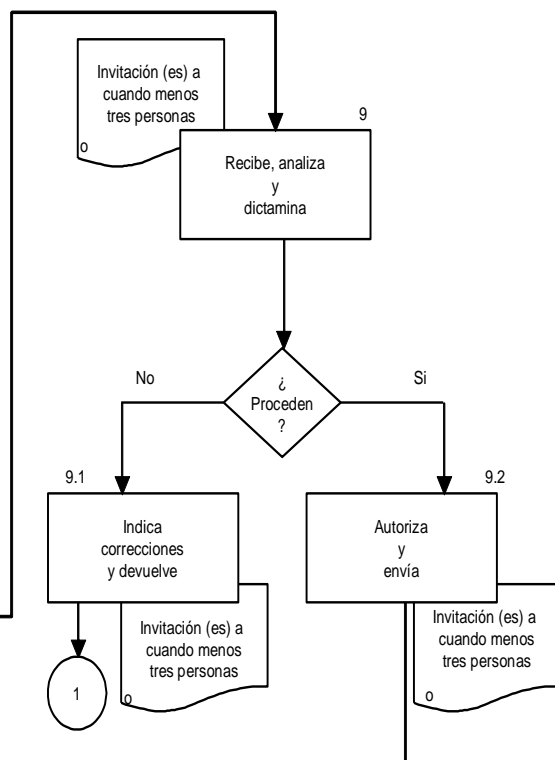 Invitación (es) a
cuando menos
tres personas
o
9
Recibe, analiza
y
dictamina
¿
Proceden
?
No
Si
9.1
Indica
correcciones
y devuelve
Invitación (es) a
cuando menos
tres personas
o
1
9.2
Autoriza
y
envía
Invitación (es) a
cuando menos
tres personas
o